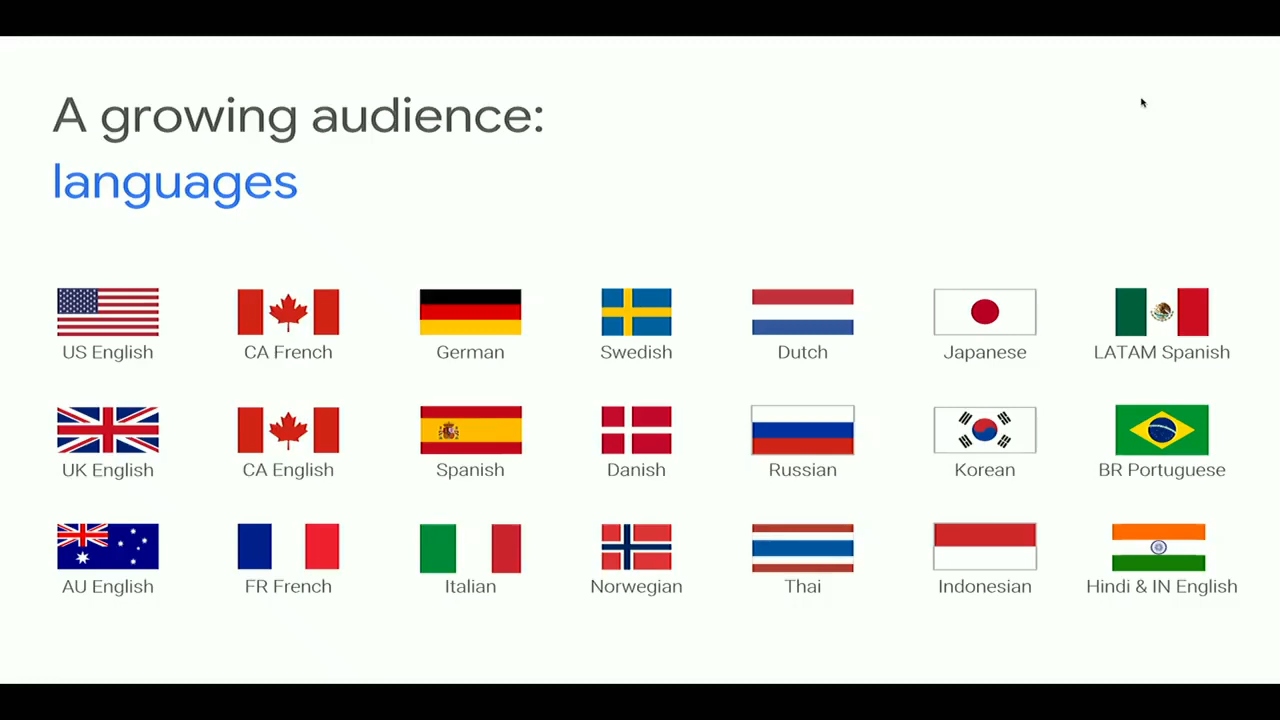 A growing audience:
languages
US English
CA French
German
Swedish
Dutch
Japanese
LATAM Spanish
UK English
CA English
Spanish
Danish
Russian
Korean
BR Portuguese
AU English
FR French
Italian
Norwegian
Thai
Indonesian
Hindi & IN English